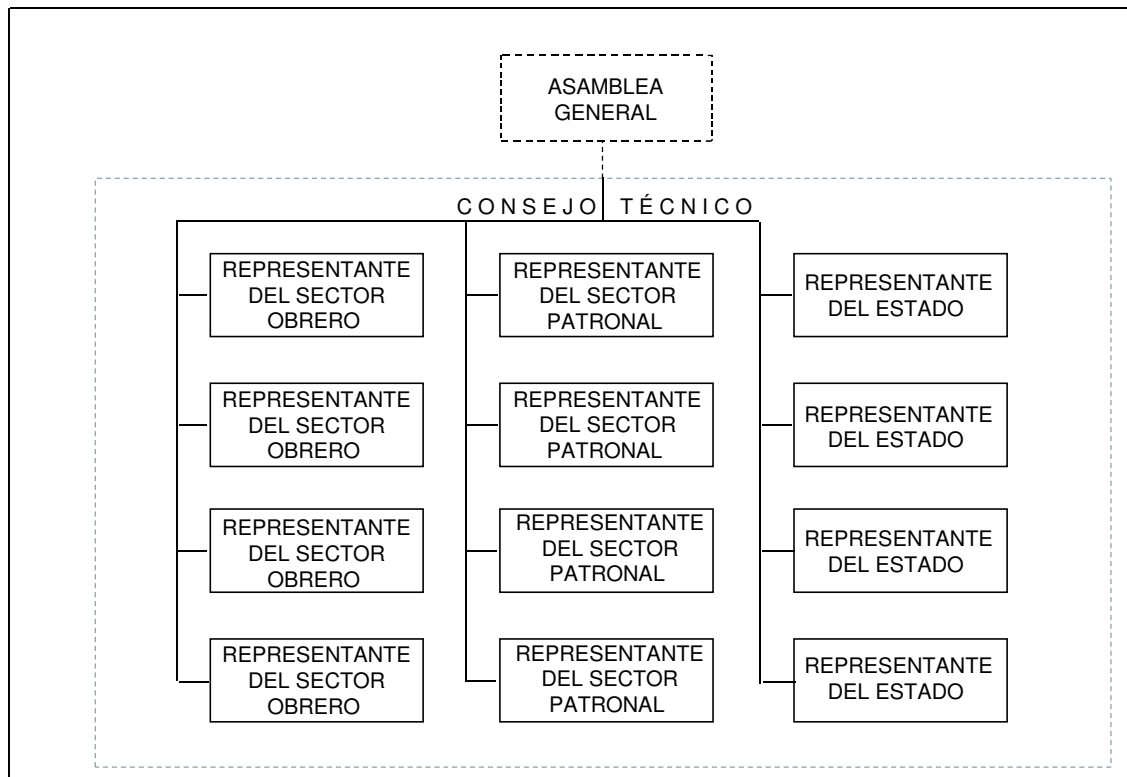 ASAMBLEA
GENERAL
CONSEJO TÉCNICO
REPRESENTANTE
DEL SECTOR
OBRERO
REPRESENTANTE
DEL SECTOR
PATRONAL
REPRESENTANTE
DEL ESTADO
REPRESENTANTE
DEL SECTOR
OBRERO
REPRESENTANTE
DEL SECTOR
PATRONAL
REPRESENTANTE
DEL ESTADO
REPRESENTANTE
DEL SECTOR
OBRERO
REPRESENTANTE
DEL SECTOR
PATRONAL
REPRESENTANTE
DEL ESTADO
REPRESENTANTE
DEL SECTOR
OBRERO
REPRESENTANTE
DEL SECTOR
PATRONAL
REPRESENTANTE
DEL ESTADO